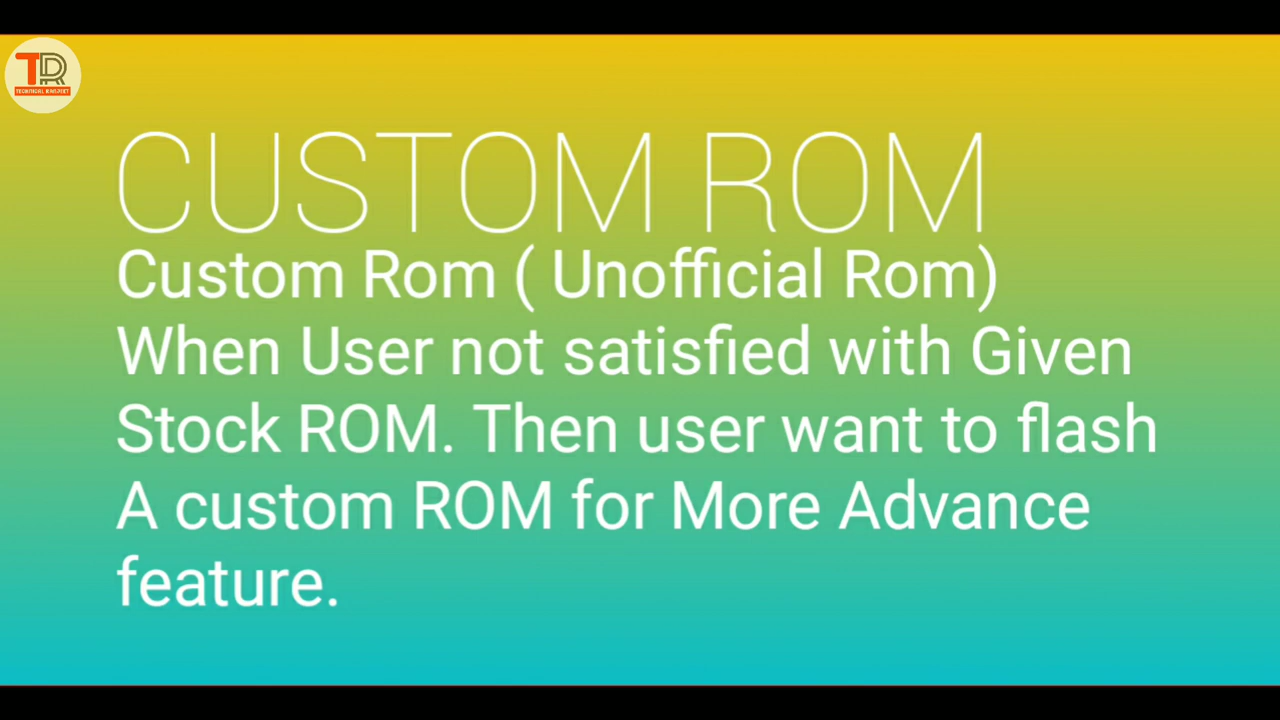 TR
CUSTOM ROM
Custom Rom ( Unofficial Rom)
When User not satisfied with Given
Stock ROM. Then user want to flash
A custom ROM for More Advance
feature.